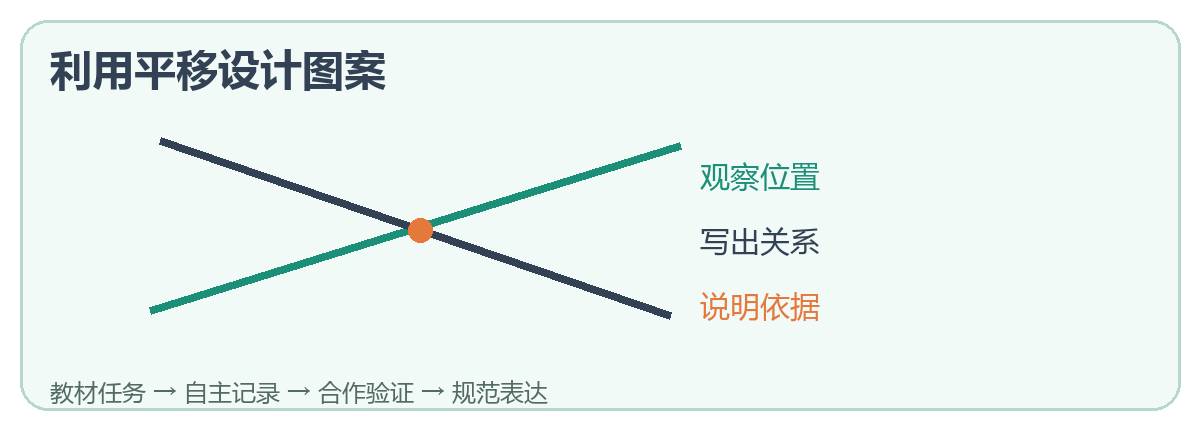 利用平移设计图案
观察位置
写出关系
说明依据
教材任务 → 自主记录 → 合作验证 → 规范表达